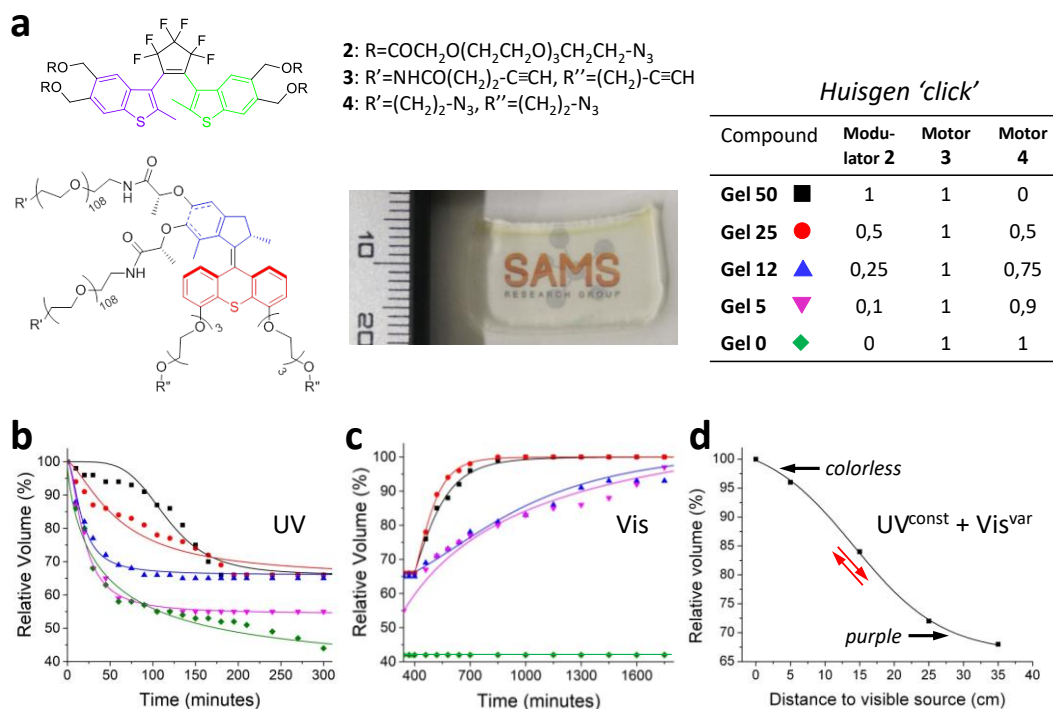 a
F F F F F F
OR RO OR OR
S S
2: R=COCH₂O(CH₂CH₂O)₃CH₂CH₂-N₃
3: R'=NHCO(CH₂)₂-C≡CH, R''=(CH₂)-C≡CH
4: R'=(CH₂)₂-N₃, R''=(CH₂)₂-N₃
Huisgen 'click'
Compound Modu- Motor Motor
lator 2 3 4
Gel 50 1 1 0
Gel 25 0,5 1 0,5
Gel 12 0,25 1 0,75
Gel 5 0,1 1 0,9
Gel 0 0 1 1
R' O 108 H N O O
R' O 108 N H O O
S
O 3 O
O O 3
R" R"
10 20
SAMS
RESEARCH GROUP
b
Relative Volume (%)
100
90
80
70
60
50
40
UV
0 50 100 150 200 250 300
Time (minutes)
c
Relative Volume (%)
100
90
80
70
60
50
40
Vis
400 700 1000 1300 1600
Time (minutes)
d
Relative Volume (%)
100
95
90
85
80
75
70
65
colorless
UVᶜᵒⁿˢᵗ + Visᵛᵃʳ
purple
0 5 10 15 20 25 30 35 40
Distance to visible source (cm)